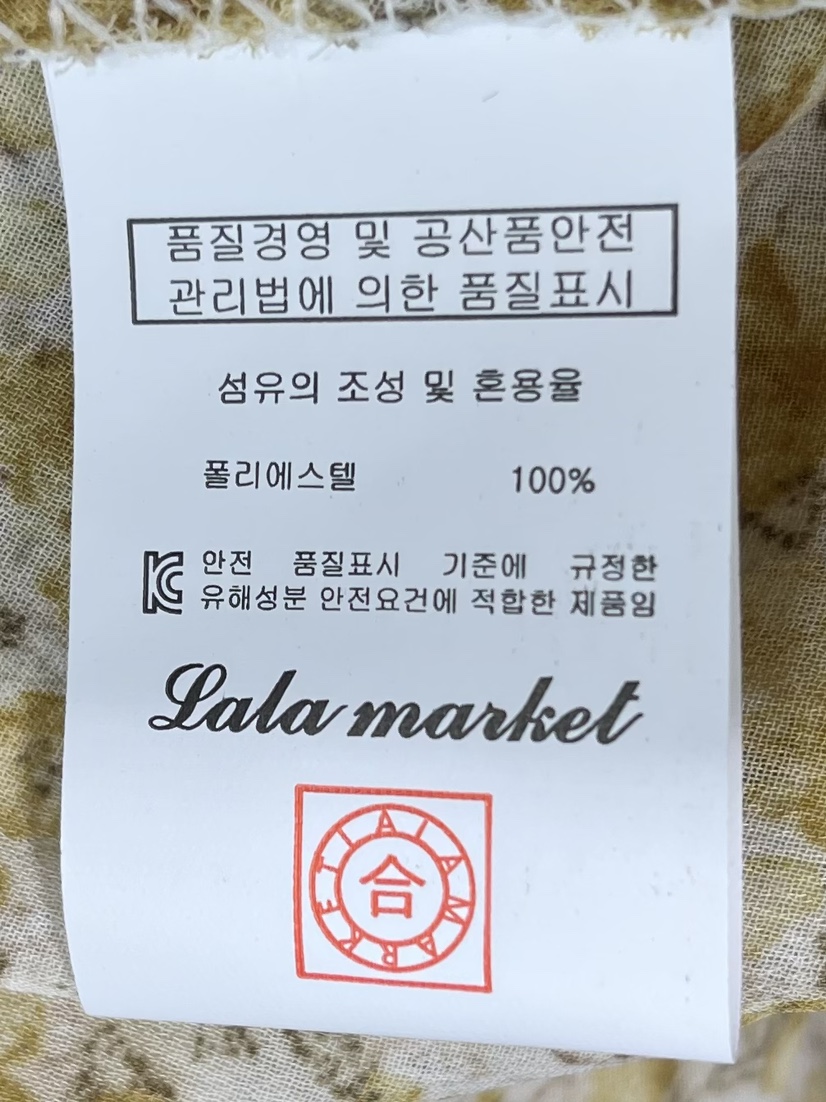 품질경영 및 공산품안전
관리법에 의한 품질표시
섬유의 조성 및 혼용율
폴리에스텔 100%
안전 품질표시 기준에 규정한
유해성분 안전요건에 적합한 제품임
Lala market
LALA MARKET
合